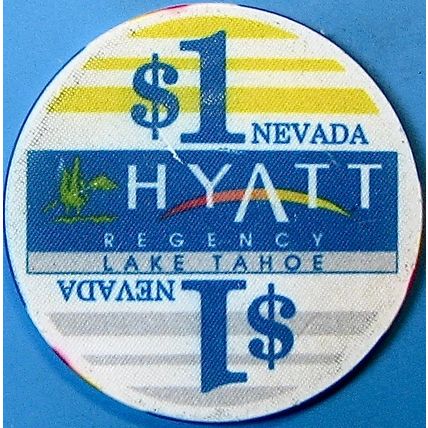 $1
NEVADA
HYATT
REGENCY
LAKE TAHOE
NEVADA
$1